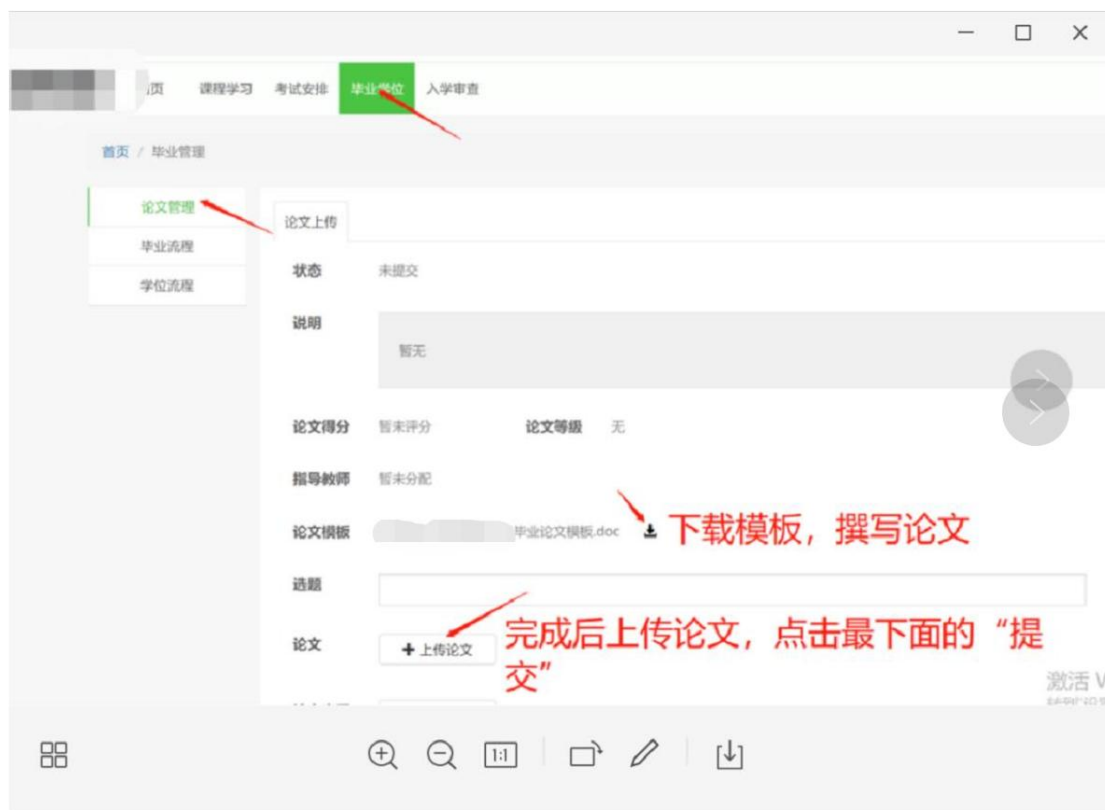 页 课程学习 考试安排 毕业学位 入学审查
首页 / 毕业管理
论文管理
毕业流程
学位流程
论文上传
状态 未提交
说明
暂无
论文得分 暂未评分 论文等级 无
指导教师 暂未分配
论文模板 毕业论文模板.doc 下载模板，撰写论文
选题
论文 上传论文
完成后上传论文，点击最下面的“提
交”
激活 W
1:1